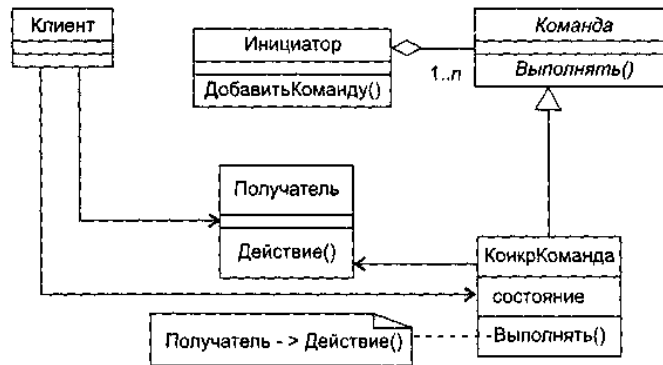 Клиент
Инициатор
ДобавитьКоманду()
1..n
Команда
Выполнять()
Получатель
Действие()
КонкрКоманда
состояние
Выполнять()
Получатель - > Действие()